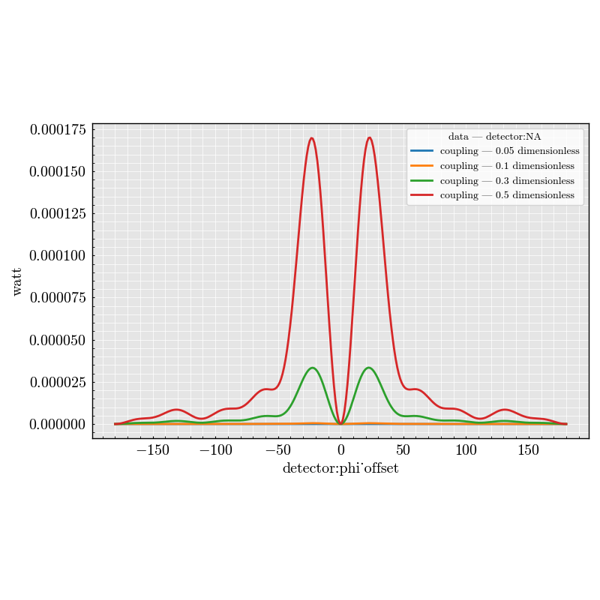 0.000175
0.000150
0.000125
0.000100
0.000075
0.000050
0.000025
0.000000
watt
data — detector:NA
coupling — 0.05 dimensionless
coupling — 0.1 dimensionless
coupling — 0.3 dimensionless
coupling — 0.5 dimensionless
−150 −100 −50 0 50 100 150
detector:phi˙offset